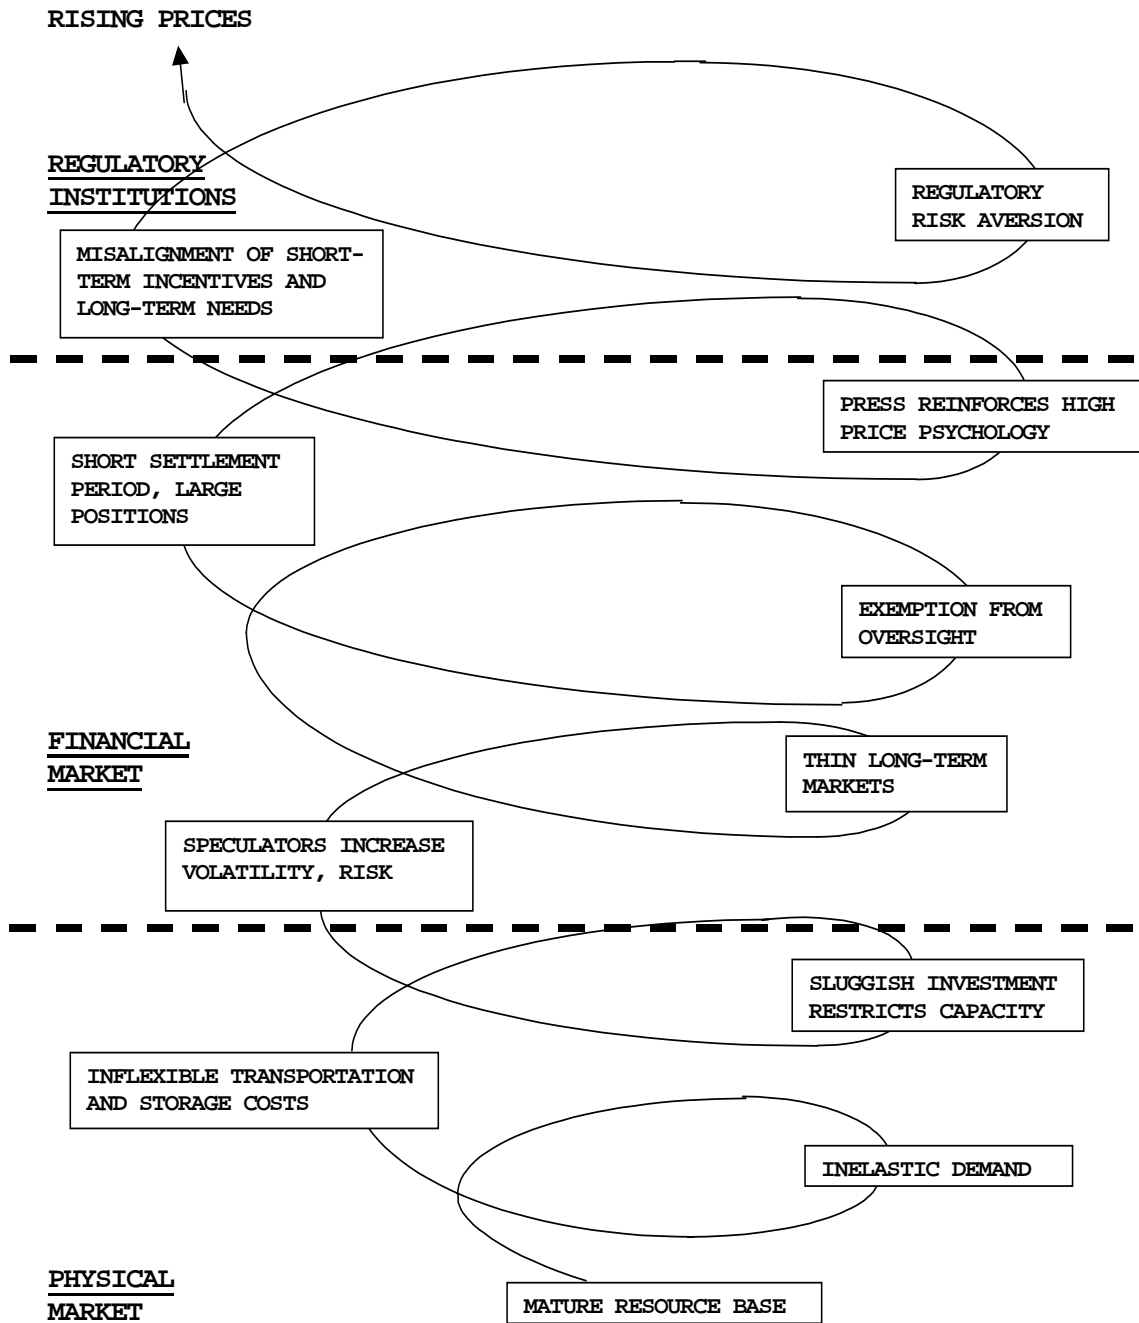 RISING PRICES
REGULATORY
INSTITUTIONS
REGULATORY
RISK AVERSION
MISALIGNMENT OF SHORT-
TERM INCENTIVES AND
LONG-TERM NEEDS
PRESS REINFORCES HIGH
PRICE PSYCHOLOGY
SHORT SETTLEMENT
PERIOD, LARGE
POSITIONS
EXEMPTION FROM
OVERSIGHT
FINANCIAL
MARKET
THIN LONG-TERM
MARKETS
SPECULATORS INCREASE
VOLATILITY, RISK
SLUGGISH INVESTMENT
RESTRICTS CAPACITY
INFLEXIBLE TRANSPORTATION
AND STORAGE COSTS
INELASTIC DEMAND
PHYSICAL
MARKET
MATURE RESOURCE BASE